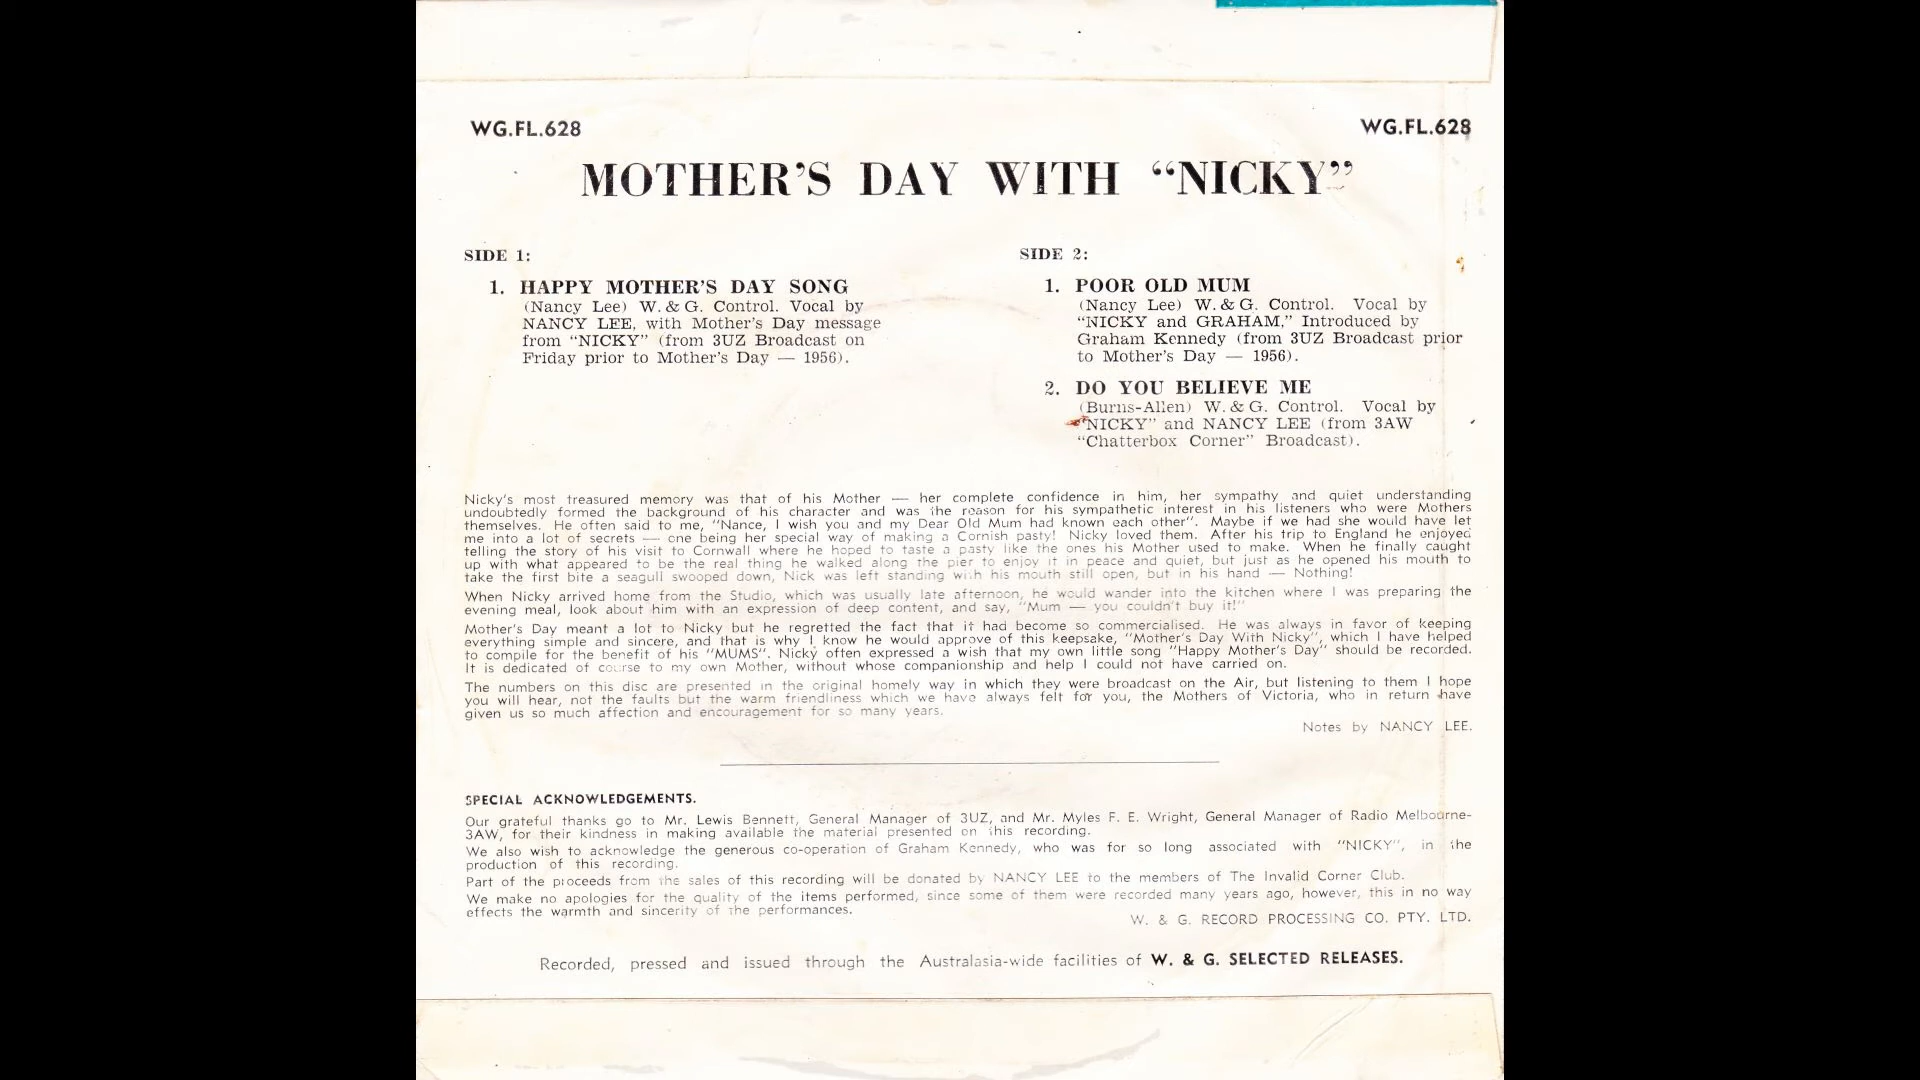 WG.FL.628 WG.FL.628
MOTHER'S DAY WITH “NICKY”
SIDE 1:
1. HAPPY MOTHER'S DAY SONG
(Nancy Lee) W. & G. Control. Vocal by
NANCY LEE, with Mother's Day message
from “NICKY” (from 3UZ Broadcast on
Friday prior to Mother's Day — 1956).
SIDE 2:
1. POOR OLD MUM
(Nancy Lee) W. & G. Control. Vocal by
“NICKY and GRAHAM,” Introduced by
Graham Kennedy (from 3UZ Broadcast prior
to Mother's Day — 1956).
2. DO YOU BELIEVE ME
(Burns-Allen) W. & G. Control. Vocal by
“NICKY” and NANCY LEE (from 3AW
“Chatterbox Corner” Broadcast).
Nicky's most treasured memory was that of his Mother — her complete confidence in him, her sympathy and quiet understanding
undoubtedly formed the background of his character and was the reason for his sympathetic interest in his listeners who were Mothers
themselves. He often said to me, "Nance, I wish you and my Dear Old Mum had known each other". Maybe if we had she would have let
me into a lot of secrets — one being her special way of making a Cornish pasty! Nicky loved them. After his trip to England he enjoyed
telling the story of his visit to Cornwall where he hoped to taste a pasty like the ones his Mother used to make. When he finally caught
up with what appeared to be the real thing he walked along the pier to enjoy it in peace and quiet, but just as he opened his mouth to
take the first bite a seagull swooped down, Nick was left standing with his mouth still open, but in his hand — Nothing!
When Nicky arrived home from the Studio, which was usually late afternoon, he would wander into the kitchen where I was preparing the
evening meal, look about him with an expression of deep content, and say, "Mum — you couldn't buy it!"
Mother's Day meant a lot to Nicky but he regretted the fact that it had become so commercialised. He was always in favor of keeping
everything simple and sincere, and that is why I know he would approve of this keepsake, "Mother's Day With Nicky", which I have helped
to compile for the benefit of his "MUMS". Nicky often expressed a wish that my own little song "Happy Mother's Day" should be recorded.
It is dedicated of course to my own Mother, without whose companionship and help I could not have carried on.
The numbers on this disc are presented in the original homely way in which they were broadcast on the Air, but listening to them I hope
you will hear, not the faults but the warm friendliness which we have always felt for you, the Mothers of Victoria, who in return have
given us so much affection and encouragement for so many years.
Notes by NANCY LEE.
SPECIAL ACKNOWLEDGEMENTS.
Our grateful thanks go to Mr. Lewis Bennett, General Manager of 3UZ, and Mr. Myles F. E. Wright, General Manager of Radio Melbourne-
3AW, for their kindness in making available the material presented on this recording.
We also wish to acknowledge the generous co-operation of Graham Kennedy, who was for so long associated with "NICKY", in the
production of this recording.
Part of the proceeds from the sales of this recording will be donated by NANCY LEE to the members of The Invalid Corner Club.
We make no apologies for the quality of the items performed, since some of them were recorded many years ago, however, this in no way
effects the warmth and sincerity of the performances.
W. & G. RECORD PROCESSING CO. PTY. LTD.
Recorded, pressed and issued through the Australasia-wide facilities of W. & G. SELECTED RELEASES.